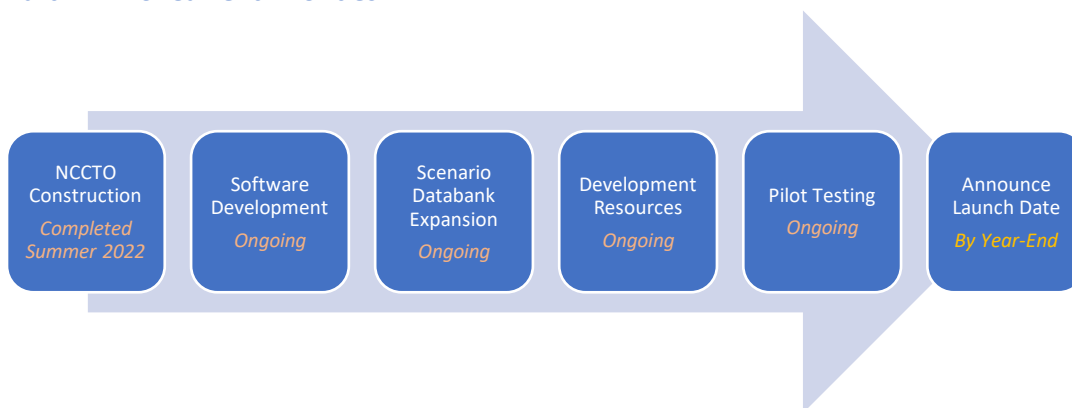 NCCTO
Construction
Completed
Summer 2022
Software
Development
Ongoing
Scenario
Databank
Expansion
Ongoing
Development
Resources
Ongoing
Pilot Testing
Ongoing
Announce
Launch Date
By Year-End